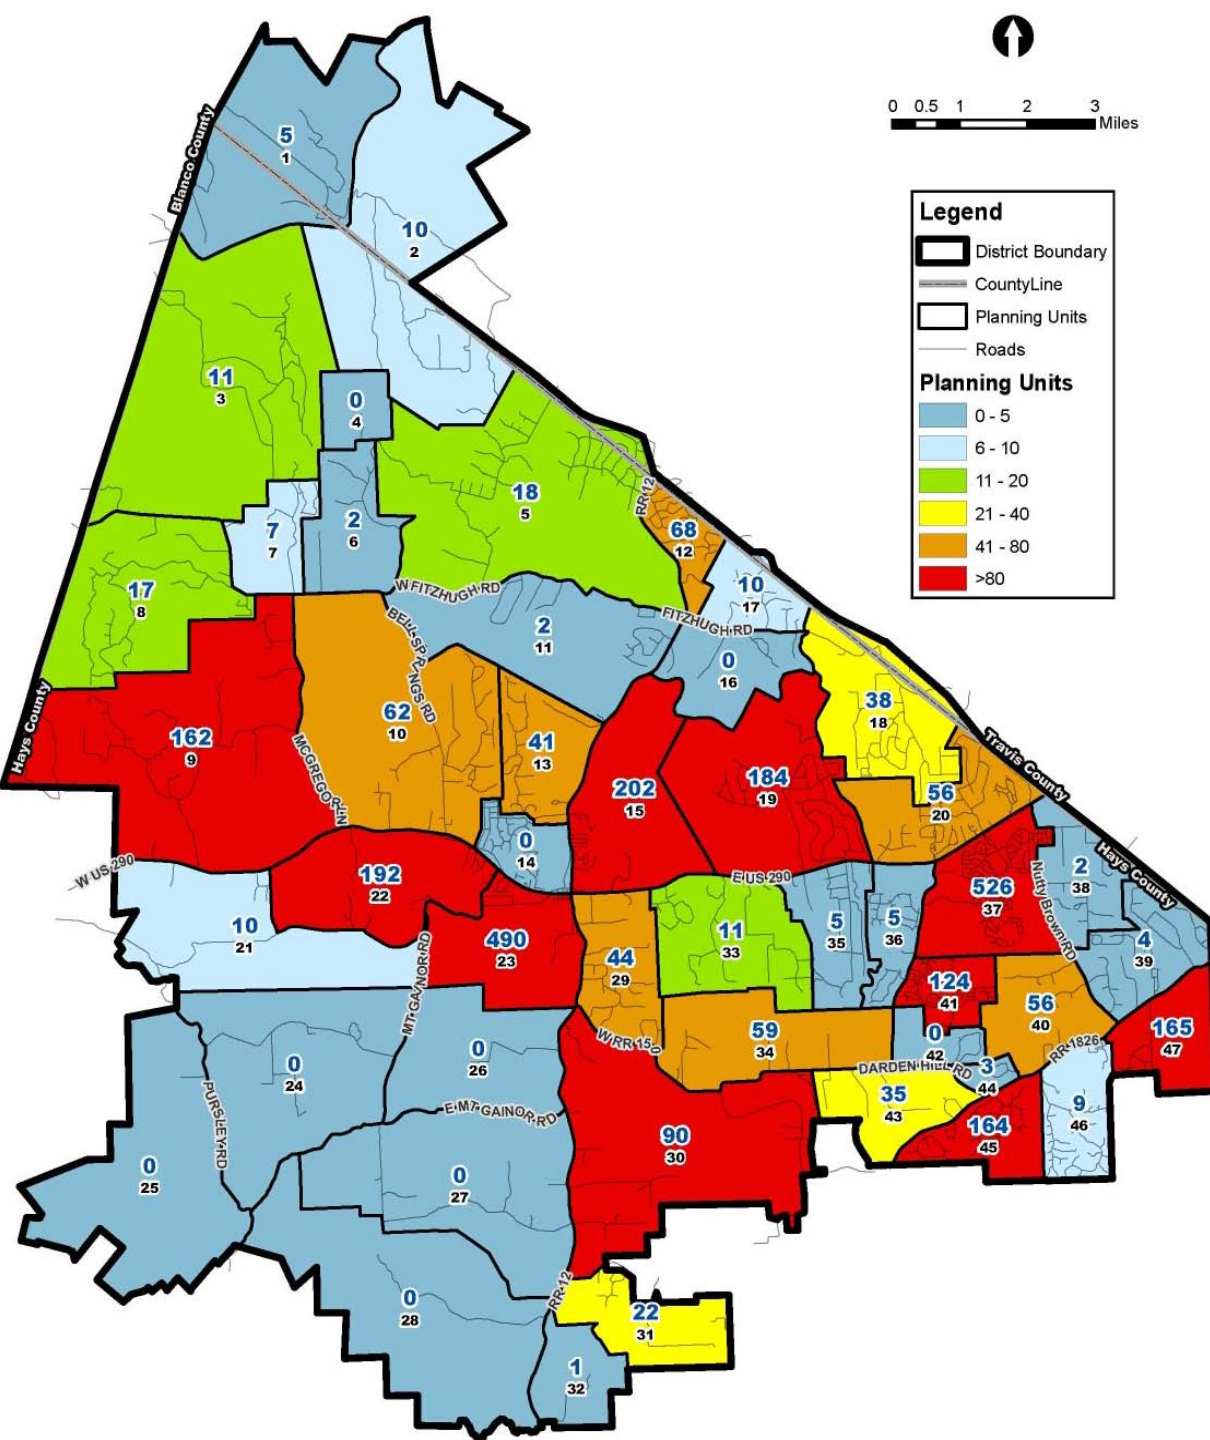 0 0.5 1 2 3
Miles
Legend
District Boundary
CountyLine
Planning Units
Roads
Planning Units
0 - 5
6 - 10
11 - 20
21 - 40
41 - 80
>80
Blanco County
5
1
10
2
11
3
0
4
18
5
RR 12
68
12
7
7
2
6
17
8
W FITZHUGH RD
10
17
FITZHUGH RD
2
11
0
16
BELL SPRINGS RD
38
18
Hays County
162
9
62
10
41
13
MCGREGOR LN
202
15
184
19
56
20
Travis County
0
14
W US 290
192
22
E US 290
526
37
Nutty Brown RD
2
38
Hays County
10
21
490
23
44
29
11
33
5
35
5
36
4
39
MT GAYNOR RD
124
41
56
40
165
47
W RR 150
59
34
0
42
RR 1826
DARDEN HILL RD
3
44
0
24
0
26
PURSLEY RD
E MT GAINOR RD
35
43
9
46
164
45
90
30
0
25
0
27
0
28
RR 12
22
31
1
32